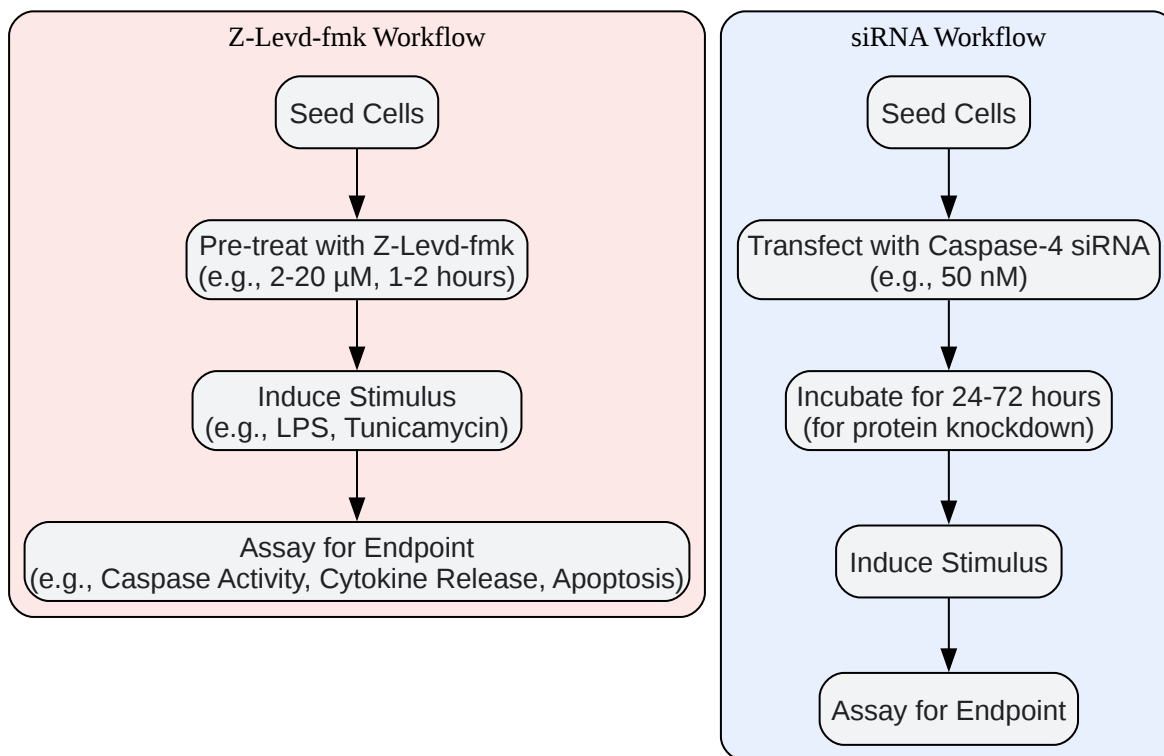 Z-Levd-fmk Workflow
Seed Cells
Pre-treat with Z-Levd-fmk
(e.g., 2-20 µM, 1-2 hours)
Induce Stimulus
(e.g., LPS, Tunicamycin)
Assay for Endpoint
(e.g., Caspase Activity, Cytokine Release, Apoptosis)
siRNA Workflow
Seed Cells
Transfect with Caspase-4 siRNA
(e.g., 50 nM)
Incubate for 24-72 hours
(for protein knockdown)
Induce Stimulus
Assay for Endpoint